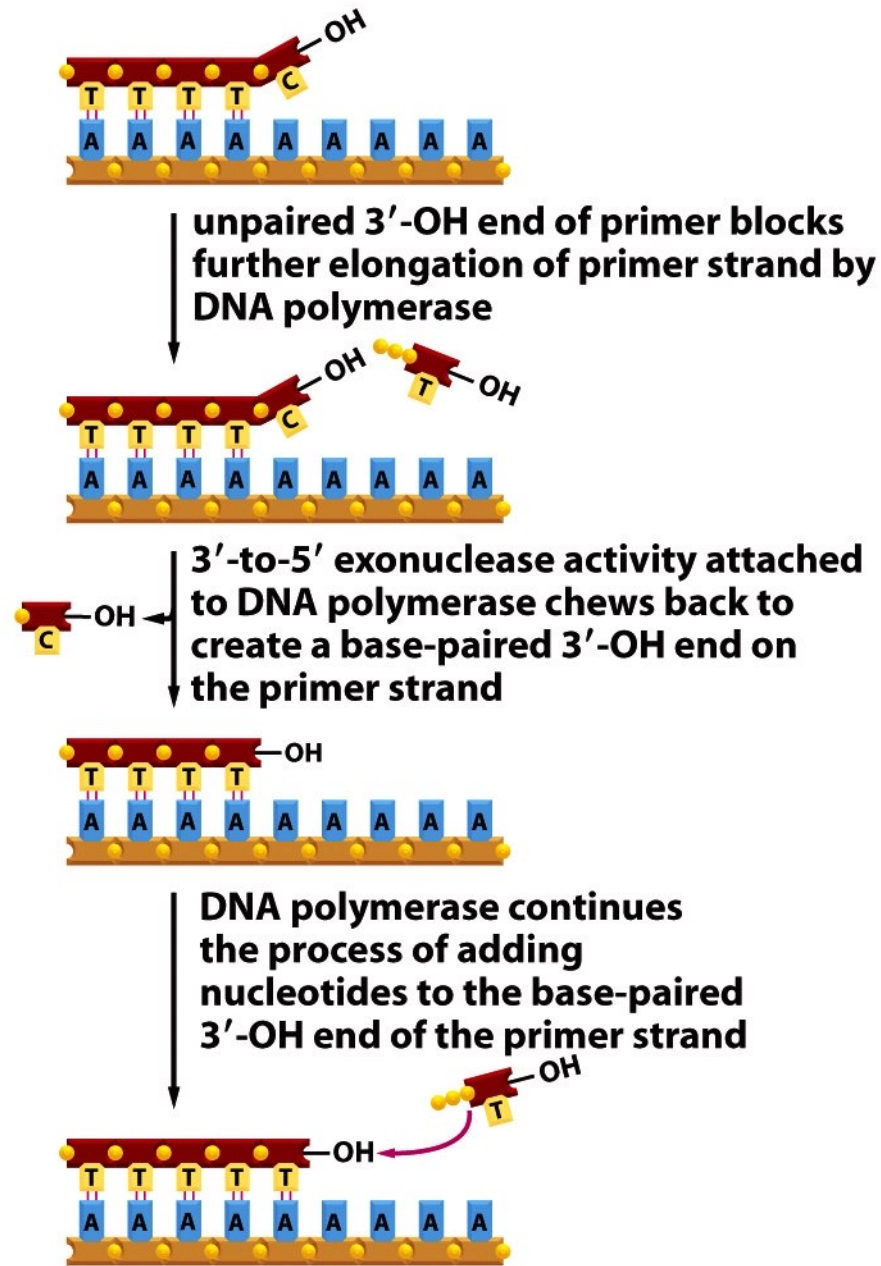 OH
T T T T C
A A A A A A A A A
unpaired 3′-OH end of primer blocks
further elongation of primer strand by
DNA polymerase
OH
T
OH
T T T T C
A A A A A A A A A
3′-to-5′ exonuclease activity attached
to DNA polymerase chews back to
create a base-paired 3′-OH end on
the primer strand
OH
C
OH
T T T T
A A A A A A A A A
DNA polymerase continues
the process of adding
nucleotides to the base-paired
3′-OH end of the primer strand
OH
T
OH
T T T T T
A A A A A A A A A